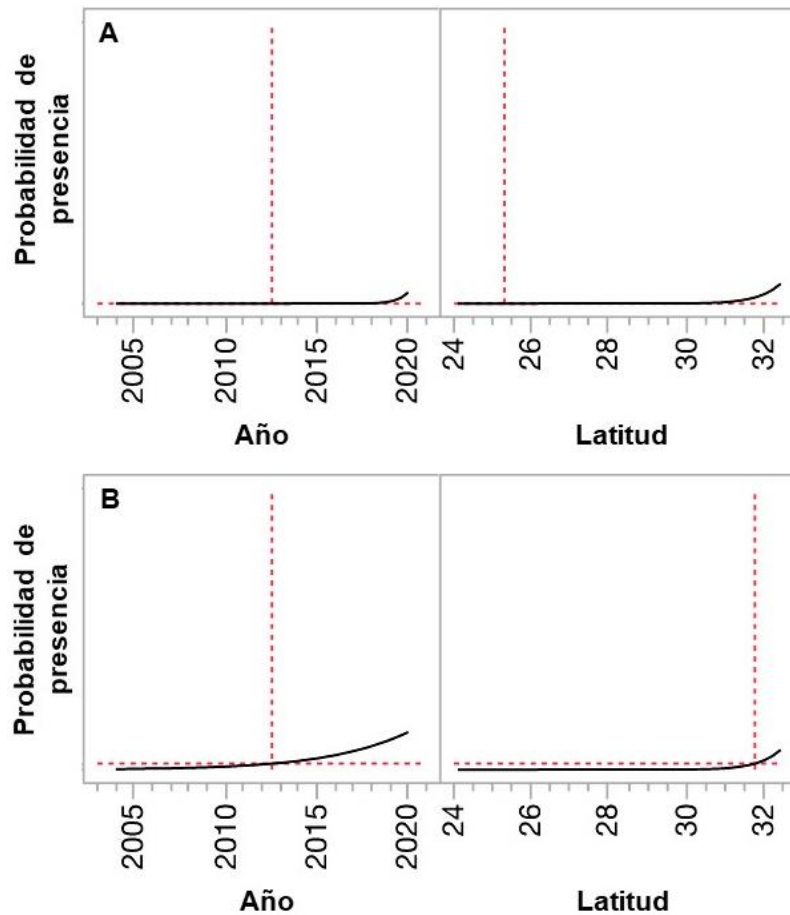 A
Probabilidad de
presencia
2005
2010
2015
2020
24
26
28
30
32
Año
Latitud
B
Probabilidad de
presencia
2005
2010
2015
2020
24
26
28
30
32
Año
Latitud